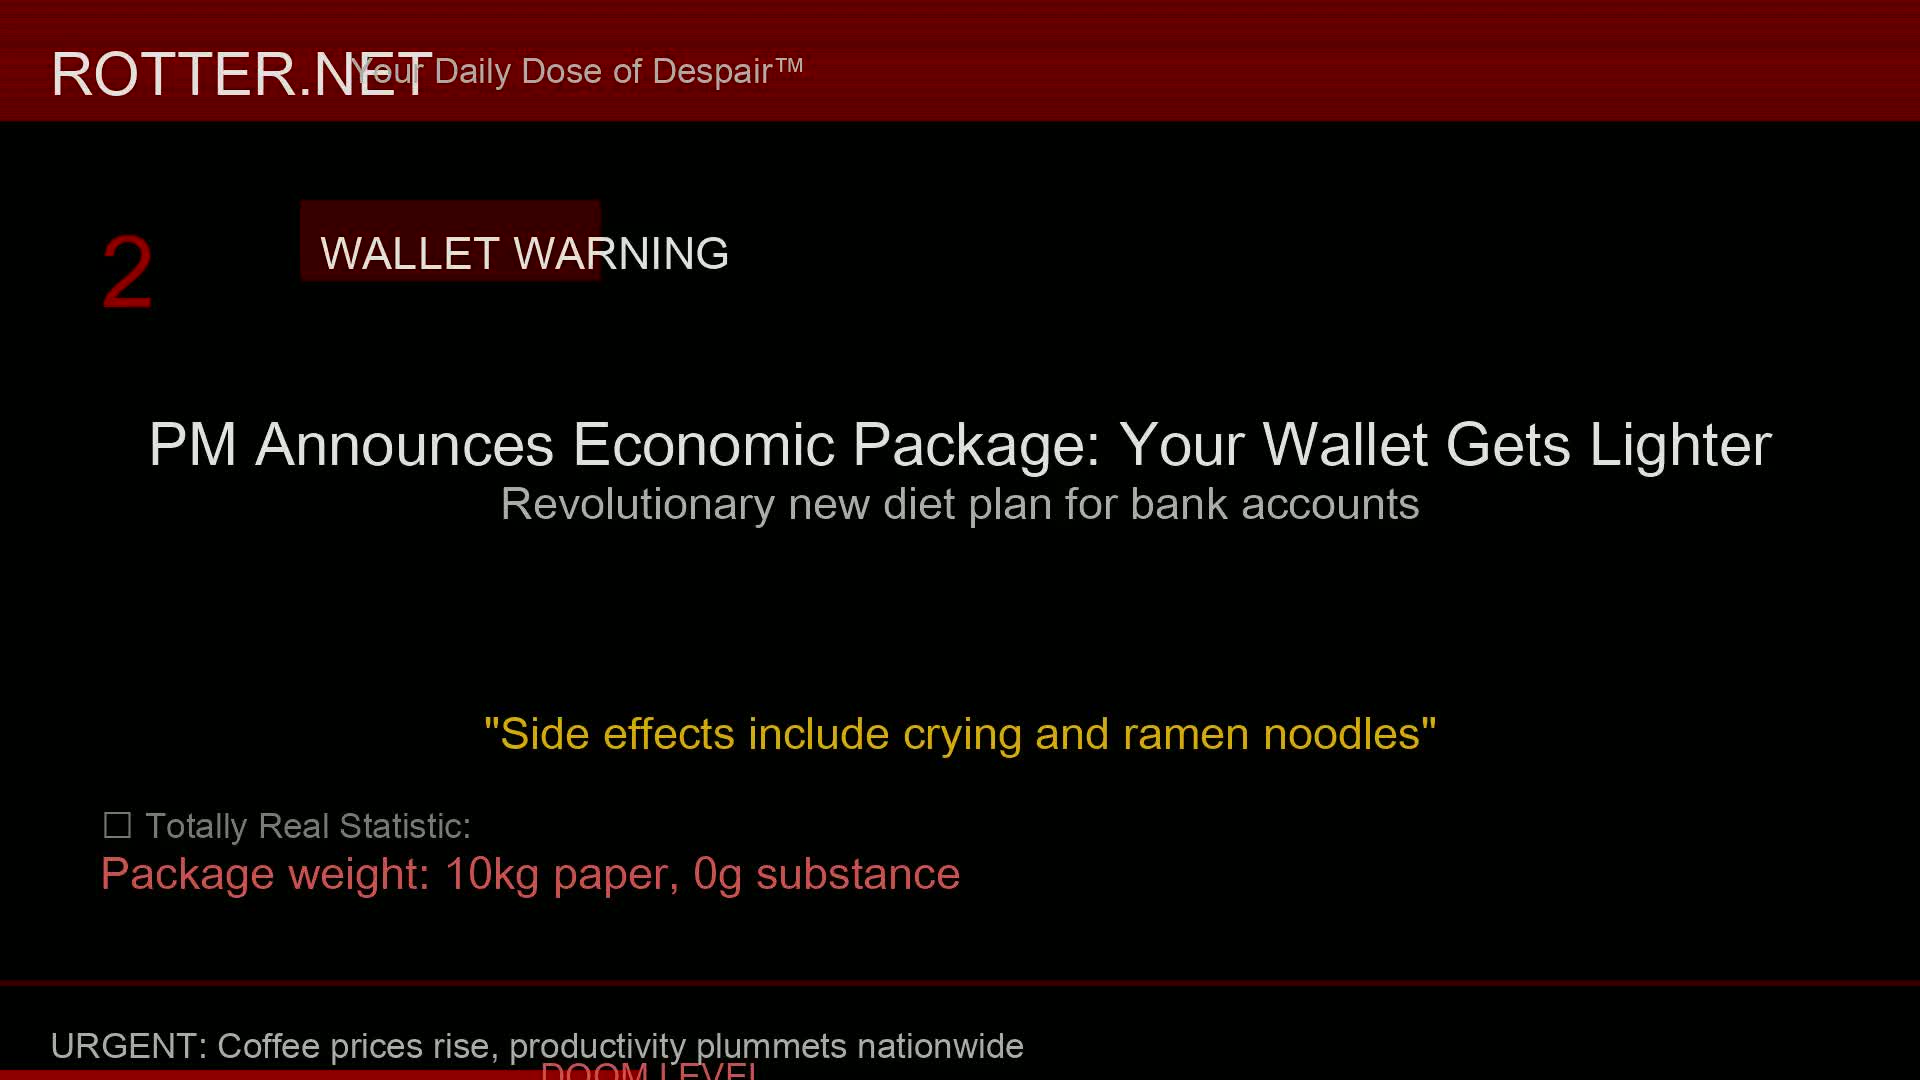 ROTTER.NET Your Daily Dose of Despair™
2
WALLET WARNING
PM Announces Economic Package: Your Wallet Gets Lighter
Revolutionary new diet plan for bank accounts
"Side effects include crying and ramen noodles"
☐ Totally Real Statistic:
Package weight: 10kg paper, 0g substance
URGENT: Coffee prices rise, productivity plummets nationwide
DOOM LEVEL